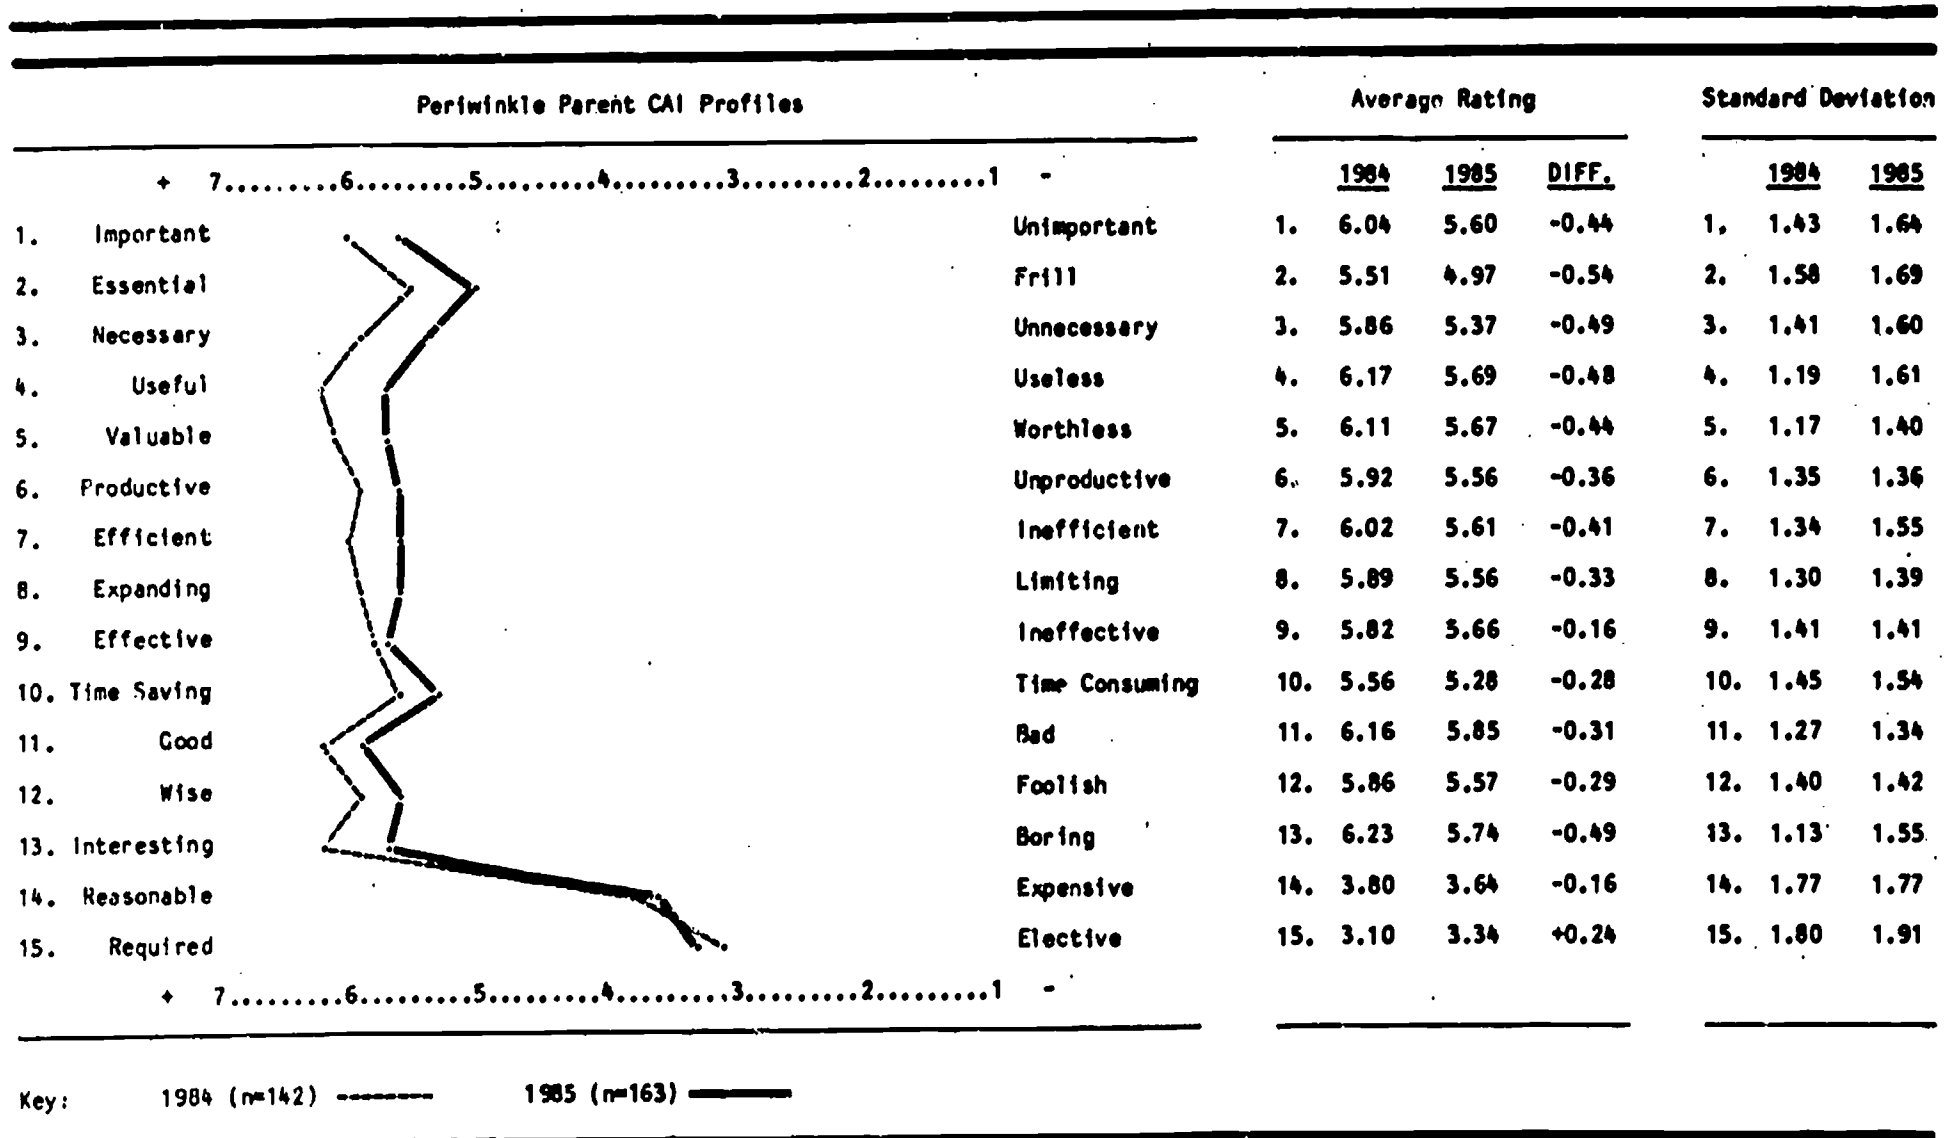 Periwinkle Parent CAI Profiles Average Rating Standard Deviation
+ 7.........6.........5.........4.........3.........2.........1 - 1984 1985 DIFF. 1984 1985
1. Important Unimportant 1. 6.04 5.60 -0.44 1. 1.43 1.64
2. Essential Frill 2. 5.51 4.97 -0.54 2. 1.58 1.69
3. Necessary Unnecessary 3. 5.86 5.37 -0.49 3. 1.41 1.60
4. Useful Useless 4. 6.17 5.69 -0.48 4. 1.19 1.61
5. Valuable Worthless 5. 6.11 5.67 -0.44 5. 1.17 1.40
6. Productive Unproductive 6. 5.92 5.56 -0.36 6. 1.35 1.36
7. Efficient Inefficient 7. 6.02 5.61 -0.41 7. 1.34 1.55
8. Expanding Limiting 8. 5.89 5.56 -0.33 8. 1.30 1.39
9. Effective Ineffective 9. 5.82 5.66 -0.16 9. 1.41 1.41
10. Time Saving Time Consuming 10. 5.56 5.28 -0.28 10. 1.45 1.54
11. Good Bad 11. 6.16 5.85 -0.31 11. 1.27 1.34
12. Wise Foolish 12. 5.86 5.57 -0.29 12. 1.40 1.42
13. Interesting Boring 13. 6.23 5.74 -0.49 13. 1.13 1.55
14. Reasonable Expensive 14. 3.80 3.64 -0.16 14. 1.77 1.77
15. Required Elective 15. 3.10 3.34 +0.24 15. 1.80 1.91
+ 7.........6.........5.........4.........3.........2.........1 -
Key: 1984 (n=142) -------- 1985 (n=163)